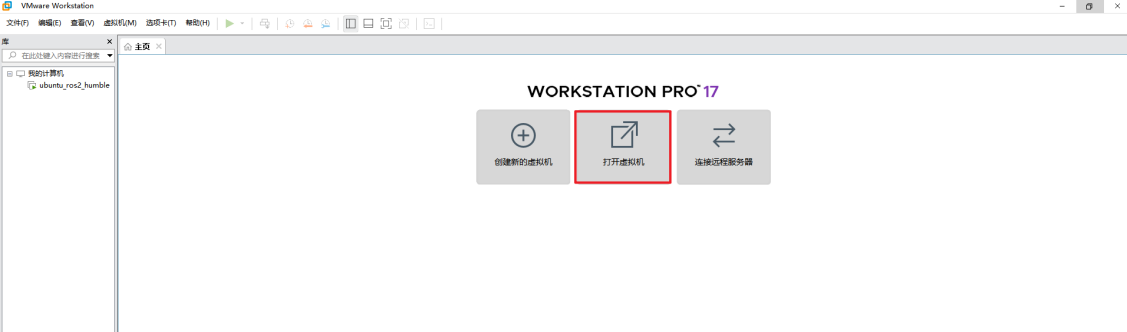 VMware Workstation
文件(F) 编辑(E) 查看(V) 虚拟机(M) 选项卡(T) 帮助(H)
库
在此处键入内容进行搜索
我的计算机
ubuntu_ros2_humble
主页
WORKSTATION PRO™ 17
创建新的虚拟机
打开虚拟机
连接远程服务器